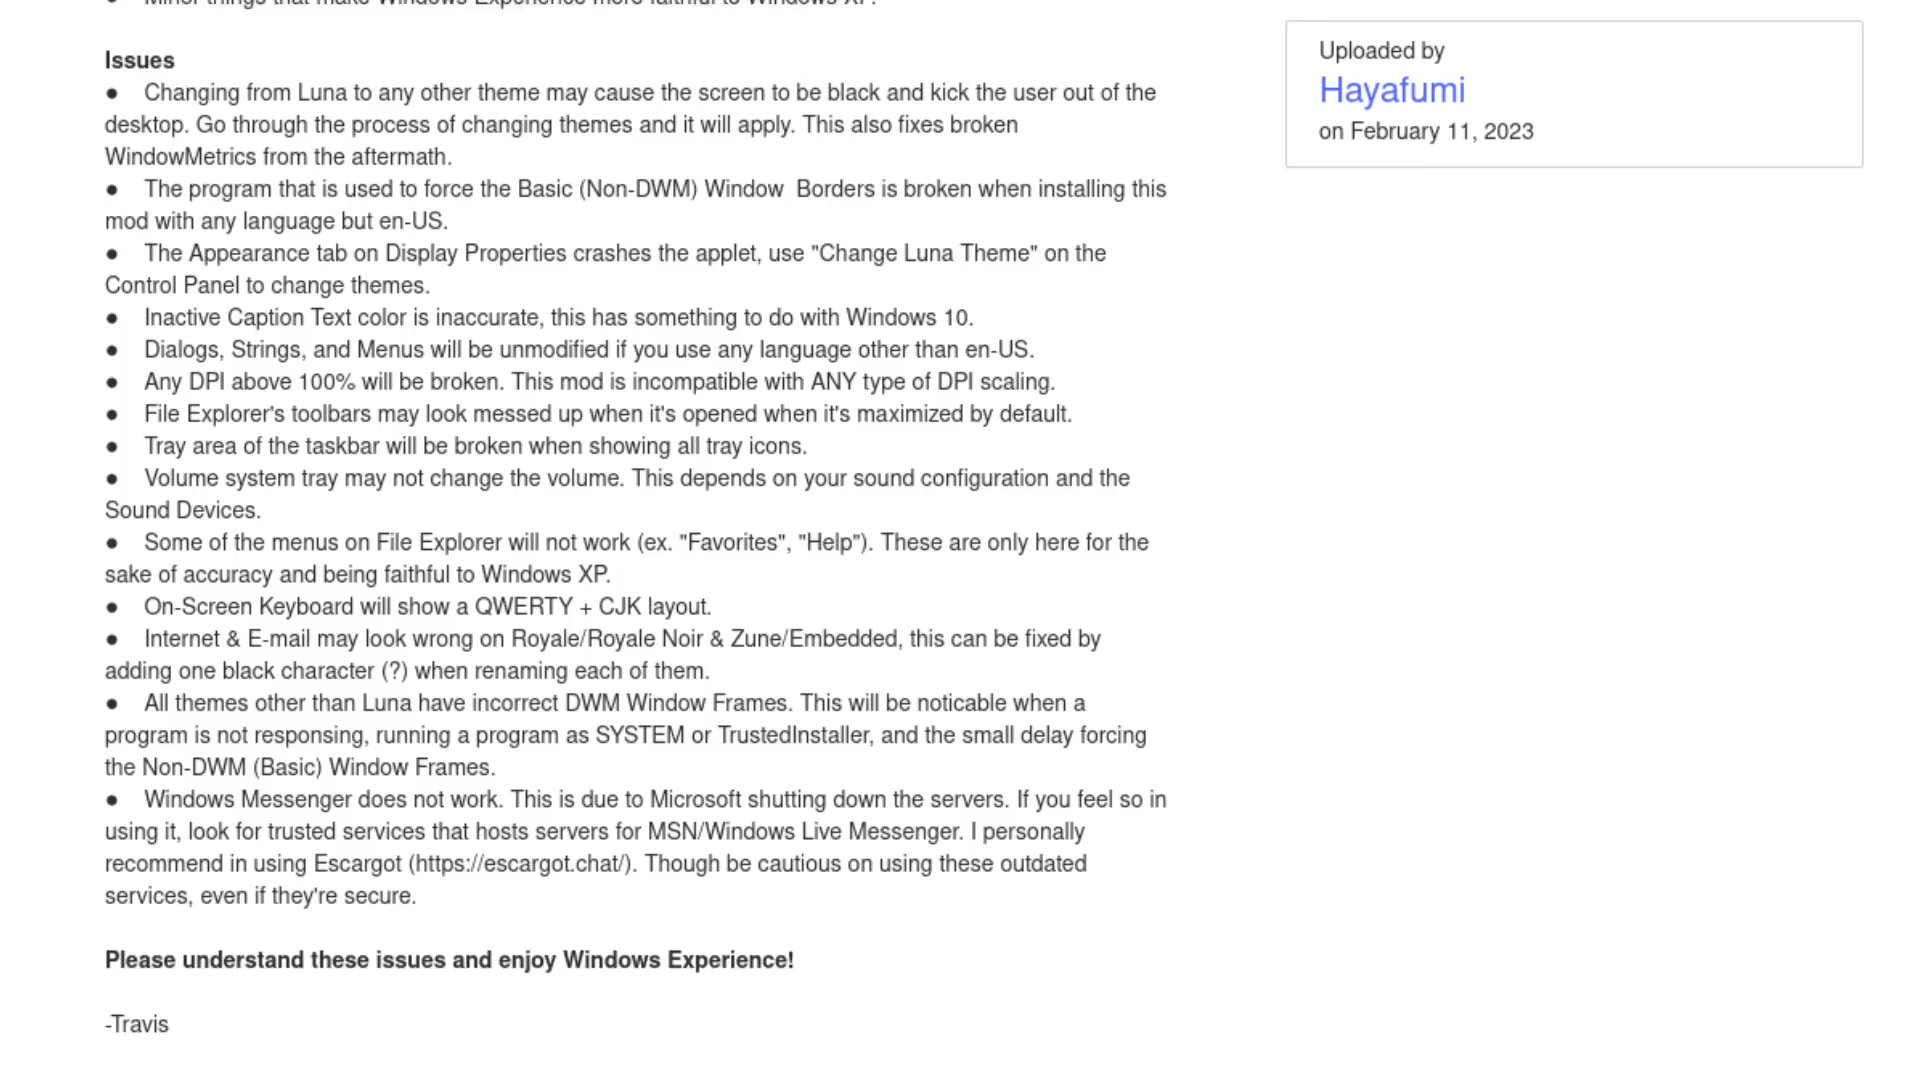 ● Minor things that make Windows Experience more faithful to Windows XP.
Issues
● Changing from Luna to any other theme may cause the screen to be black and kick the user out of the
desktop. Go through the process of changing themes and it will apply. This also fixes broken
WindowMetrics from the aftermath.
● The program that is used to force the Basic (Non-DWM) Window  Borders is broken when installing this
mod with any language but en-US.
● The Appearance tab on Display Properties crashes the applet, use "Change Luna Theme" on the
Control Panel to change themes.
● Inactive Caption Text color is inaccurate, this has something to do with Windows 10.
● Dialogs, Strings, and Menus will be unmodified if you use any language other than en-US.
● Any DPI above 100% will be broken. This mod is incompatible with ANY type of DPI scaling.
● File Explorer's toolbars may look messed up when it's opened when it's maximized by default.
● Tray area of the taskbar will be broken when showing all tray icons.
● Volume system tray may not change the volume. This depends on your sound configuration and the
Sound Devices.
● Some of the menus on File Explorer will not work (ex. "Favorites", "Help"). These are only here for the
sake of accuracy and being faithful to Windows XP.
● On-Screen Keyboard will show a QWERTY + CJK layout.
● Internet & E-mail may look wrong on Royale/Royale Noir & Zune/Embedded, this can be fixed by
adding one black character (?) when renaming each of them.
● All themes other than Luna have incorrect DWM Window Frames. This will be noticable when a
program is not responsing, running a program as SYSTEM or TrustedInstaller, and the small delay forcing
the Non-DWM (Basic) Window Frames.
● Windows Messenger does not work. This is due to Microsoft shutting down the servers. If you feel so in
using it, look for trusted services that hosts servers for MSN/Windows Live Messenger. I personally
recommend in using Escargot (https://escargot.chat/). Though be cautious on using these outdated
services, even if they're secure.
Please understand these issues and enjoy Windows Experience!
-Travis
Uploaded by
Hayafumi
on February 11, 2023